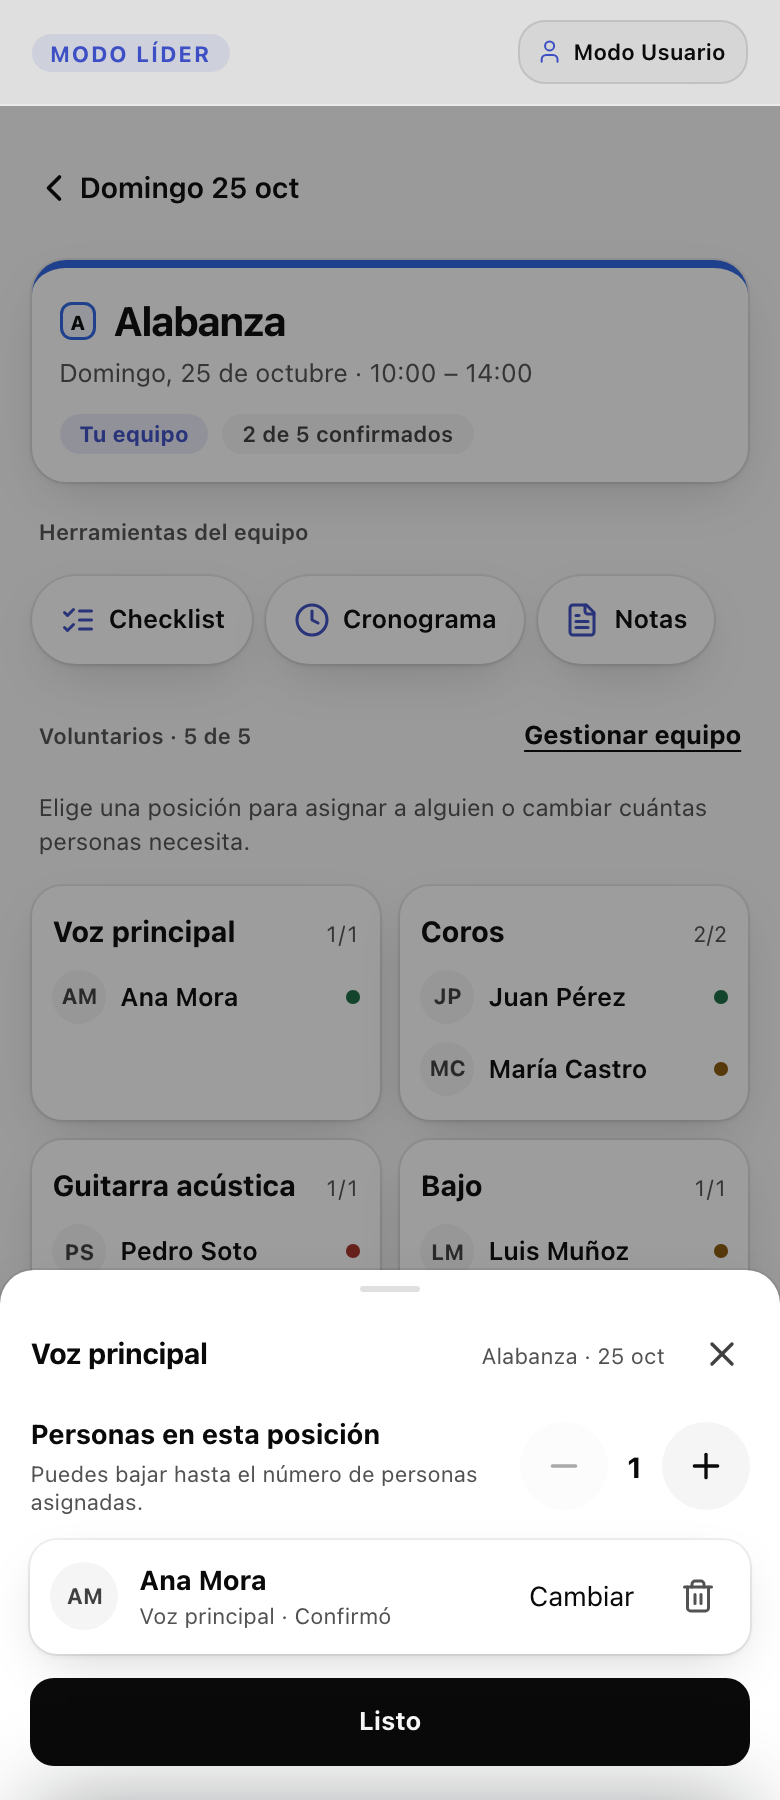 MODO LÍDER
Modo Usuario
Domingo 25 oct
A Alabanza
Domingo, 25 de octubre · 10:00 – 14:00
Tu equipo
2 de 5 confirmados
Herramientas del equipo
Checklist
Cronograma
Notas
Voluntarios · 5 de 5
Gestionar equipo
Elige una posición para asignar a alguien o cambiar cuántas
personas necesita.
Voz principal 1/1
AM Ana Mora
Coros 2/2
JP Juan Pérez
MC María Castro
Guitarra acústica 1/1
PS Pedro Soto
Bajo 1/1
LM Luis Muñoz
Voz principal
Alabanza · 25 oct
Personas en esta posición
Puedes bajar hasta el número de personas
asignadas.
1
AM
Ana Mora
Voz principal · Confirmó
Cambiar
Listo